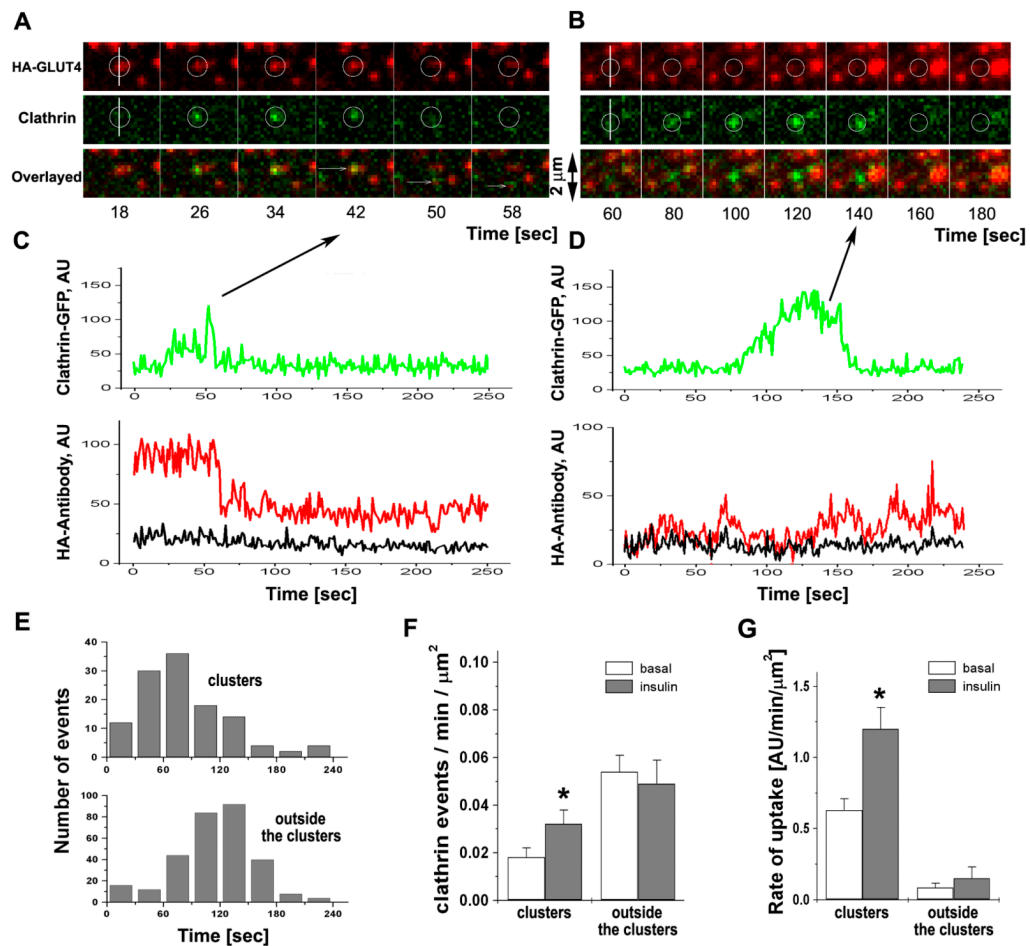 A
B
HA-GLUT4
Clathrin
Overlayed
2 μm
18 26 34 42 50 58
60 80 100 120 140 160 180
Time [sec]
Time [sec]
C
D
Clathrin-GFP, AU
150
100
50
0
0 50 100 150 200 250
Clathrin-GFP, AU
150
100
50
0
0 50 100 150 200 250
HA-Antibody, AU
100
50
0
0 50 100 150 200 250
Time [sec]
HA-Antibody, AU
100
50
0
0 50 100 150 200 250
Time [sec]
E
Number of events
40
30
20
10
0
clusters
0 60 120 180 240
100
80
60
40
20
0
outside
the clusters
0 60 120 180 240
Time [sec]
F
clathrin events / min / μm²
0.10
0.08
0.06
0.04
0.02
0.00
basal
insulin
*
clusters
outside
the clusters
G
Rate of uptake [AU/min/μm²]
1.5
1.0
0.5
0.0
basal
insulin
*
clusters
outside
the clusters